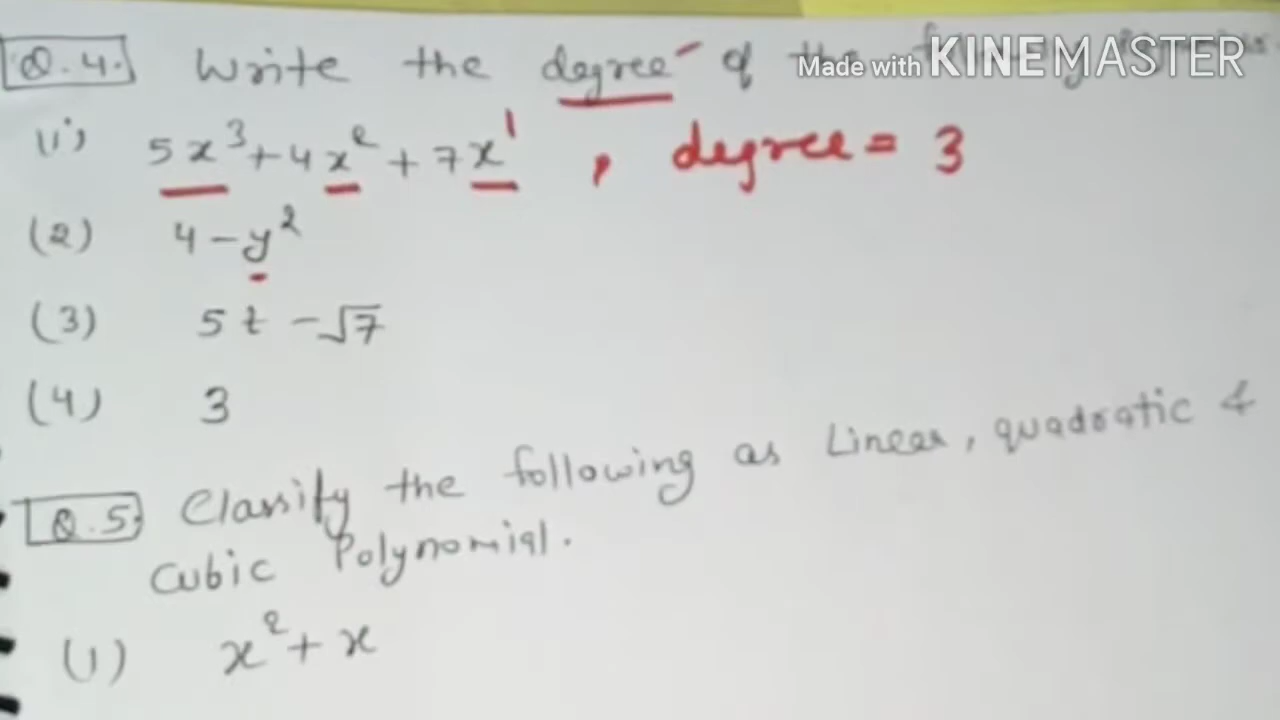 Q.4. Write the degree of the
Made with KINEMASTER
(1) 5x³+4x²+7x¹ , degree = 3
(2) 4-y²
(3) 5t -√7
(4) 3
Q.5. Classify the following as Linear, quadratic &
cubic Polynomial.
(1) x²+x